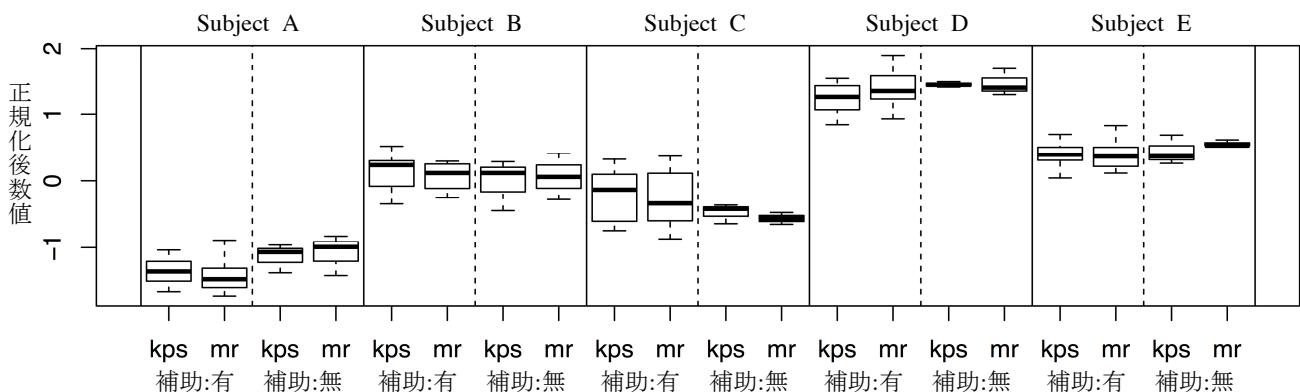 Subject A Subject B Subject C Subject D Subject E
正規化後数値
2
1
0
−1
kps mr kps mr kps mr kps mr kps mr kps mr kps mr kps mr kps mr kps mr
補助:有 補助:無 補助:有 補助:無 補助:有 補助:無 補助:有 補助:無 補助:有 補助:無